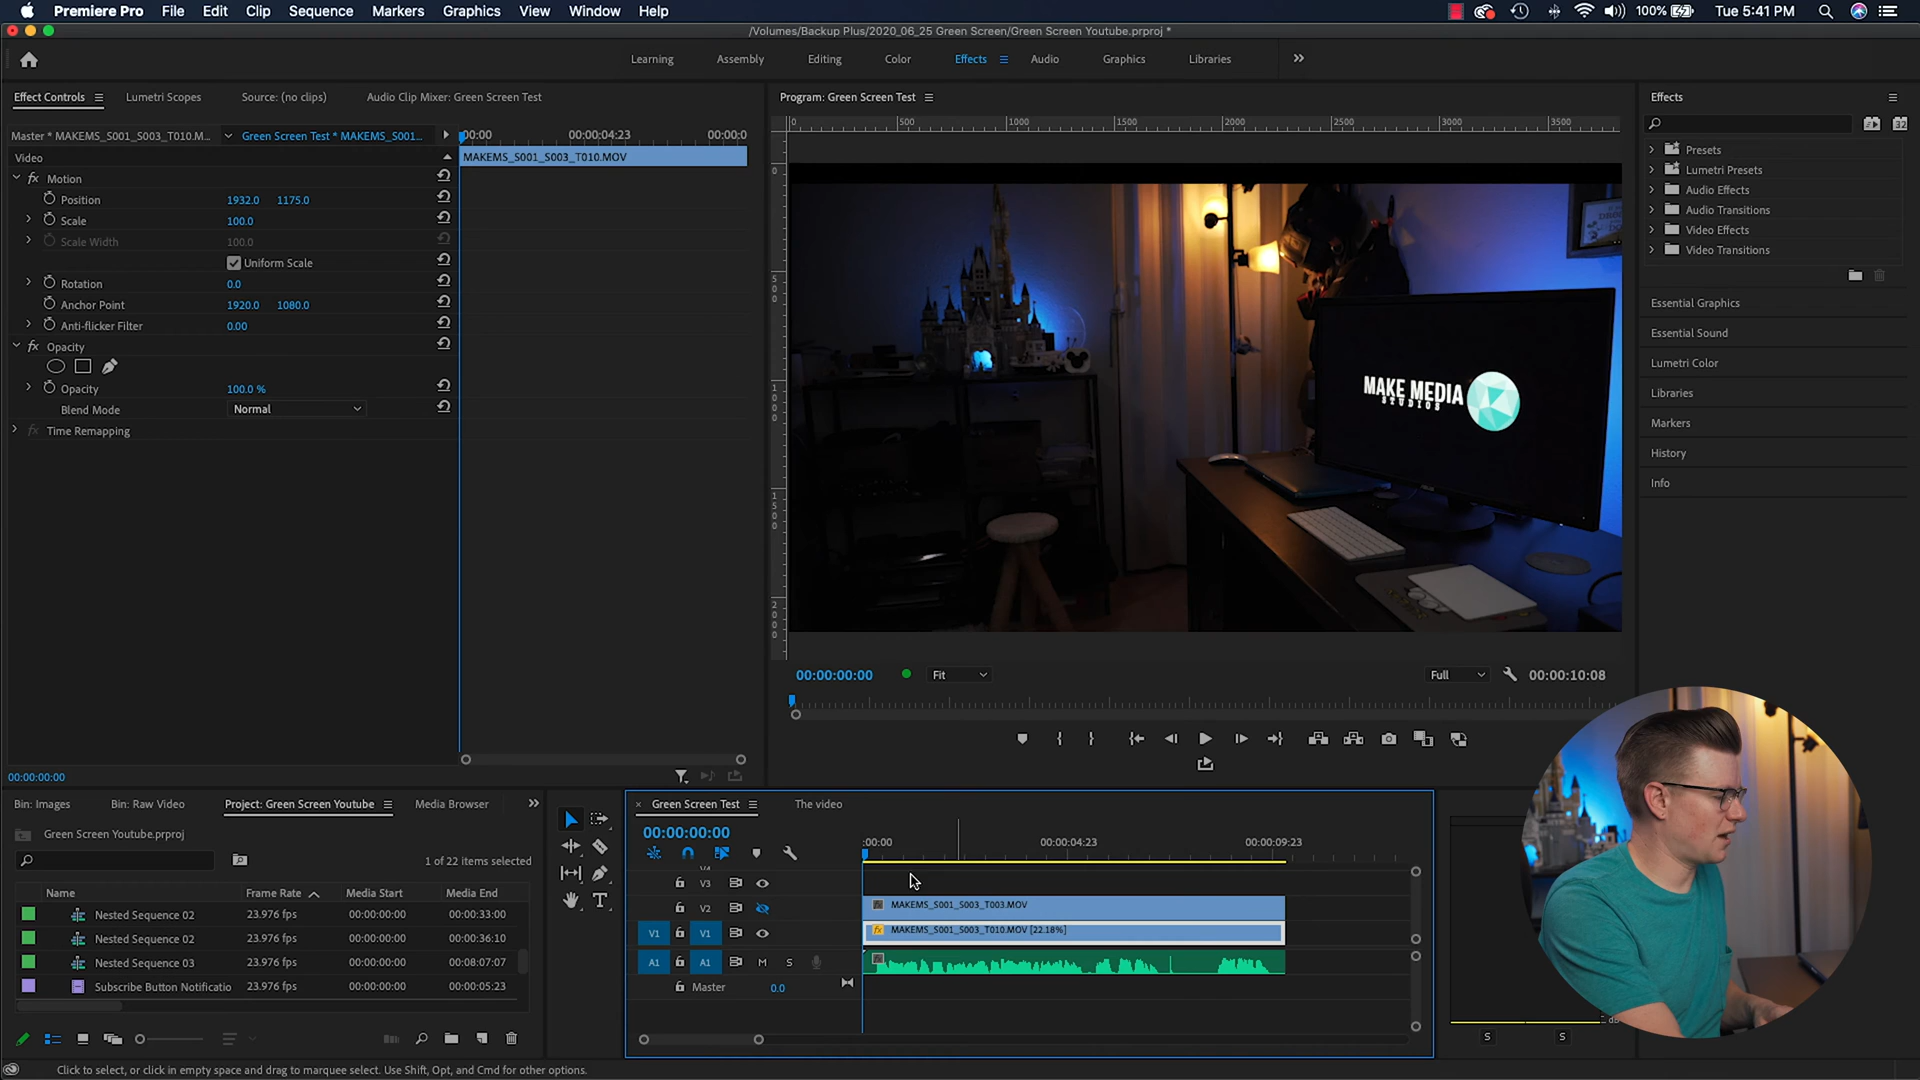 Premiere Pro File Edit Clip Sequence Markers Graphics View Window Help 100% Tue 5:41 PM
/Volumes/Backup Plus/2020_06_25 Green Screen/Green Screen Youtube.prproj *
Learning Assembly Editing Color Effects Audio Graphics Libraries
Effect Controls Lumetri Scopes Source: (no clips) Audio Clip Mixer: Green Screen Test
Master * MAKEMS_S001_S003_T010.M... Green Screen Test * MAKEMS_S001...
:00:00 00:00:04:23 00:00:0
Video
MAKEMS_S001_S003_T010.MOV
fx Motion
Position 1932.0 1175.0
Scale 100.0
Scale Width 100.0
Uniform Scale
Rotation 0.0
Anchor Point 1920.0 1080.0
Anti-flicker Filter 0.00
fx Opacity
Opacity 100.0 %
Blend Mode Normal
fx Time Remapping
00:00:00:00
Program: Green Screen Test
0 500 1000 1500 2000 2500 3000 3500
0
500
1000
1500
2000
MAKE MEDIA
STUDIOS
00:00:00:00 Fit Full 00:00:10:08
Effects
32
Presets
Lumetri Presets
Audio Effects
Audio Transitions
Video Effects
Video Transitions
Essential Graphics
Essential Sound
Lumetri Color
Libraries
Markers
History
Info
Bin: Images Bin: Raw Video Project: Green Screen Youtube Media Browser
Green Screen Youtube.prproj
1 of 22 items selected
Name Frame Rate Media Start Media End
Nested Sequence 02 23.976 fps 00:00:00:00 00:00:33:00
Nested Sequence 02 23.976 fps 00:00:00:00 00:00:36:10
Nested Sequence 03 23.976 fps 00:00:00:00 00:08:07:07
Subscribe Button Notificatio 23.976 fps 00:00:00:00 00:00:05:23
Green Screen Test The video
00:00:00:00
:00:00 00:00:04:23 00:00:09:23
V3
V2 MAKEMS_S001_S003_T003.MOV
V1 V1 fx MAKEMS_S001_S003_T010.MOV [22.18%]
A1 A1 M S
Master 0.0
dB
S S
Click to select, or click in empty space and drag to marquee select. Use Shift, Opt, and Cmd for other options.